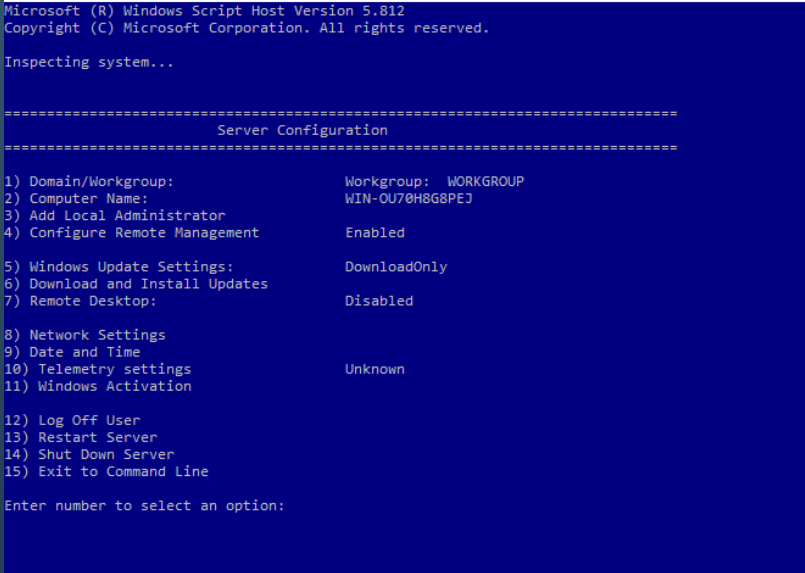 Microsoft (R) Windows Script Host Version 5.812
Copyright (C) Microsoft Corporation. All rights reserved.
Inspecting system...
===============================================================================
Server Configuration
===============================================================================
1) Domain/Workgroup: Workgroup: WORKGROUP
2) Computer Name: WIN-OU70H8G8PEJ
3) Add Local Administrator
4) Configure Remote Management Enabled
5) Windows Update Settings: DownloadOnly
6) Download and Install Updates
7) Remote Desktop: Disabled
8) Network Settings
9) Date and Time
10) Telemetry settings Unknown
11) Windows Activation
12) Log Off User
13) Restart Server
14) Shut Down Server
15) Exit to Command Line
Enter number to select an option: